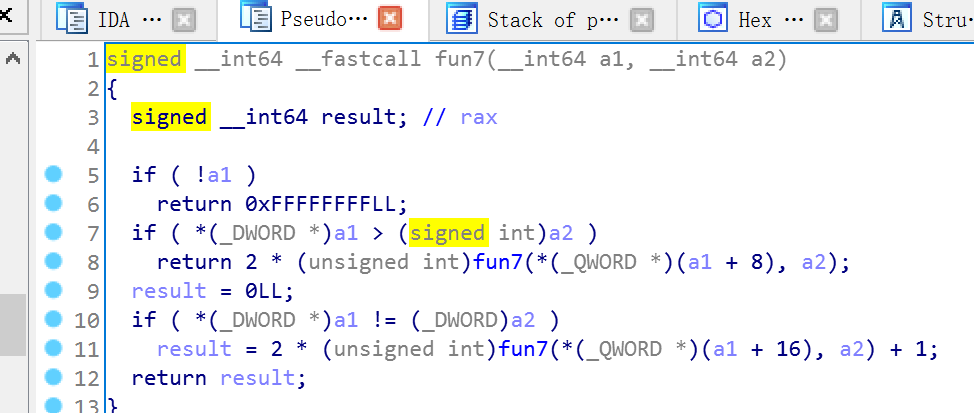 IDA ··· Pseudo··· Stack of p··· Hex ··· Stru·
1 signed __int64 __fastcall fun7(__int64 a1, __int64 a2)
2 {
3 signed __int64 result; // rax
4
5 if ( !a1 )
6 return 0xFFFFFFFFLL;
7 if ( *(_DWORD *)a1 > (signed int)a2 )
8 return 2 * (unsigned int)fun7(*(_QWORD *)(a1 + 8), a2);
9 result = 0LL;
10 if ( *(_DWORD *)a1 != (_DWORD)a2 )
11 result = 2 * (unsigned int)fun7(*(_QWORD *)(a1 + 16), a2) + 1;
12 return result;
13 }